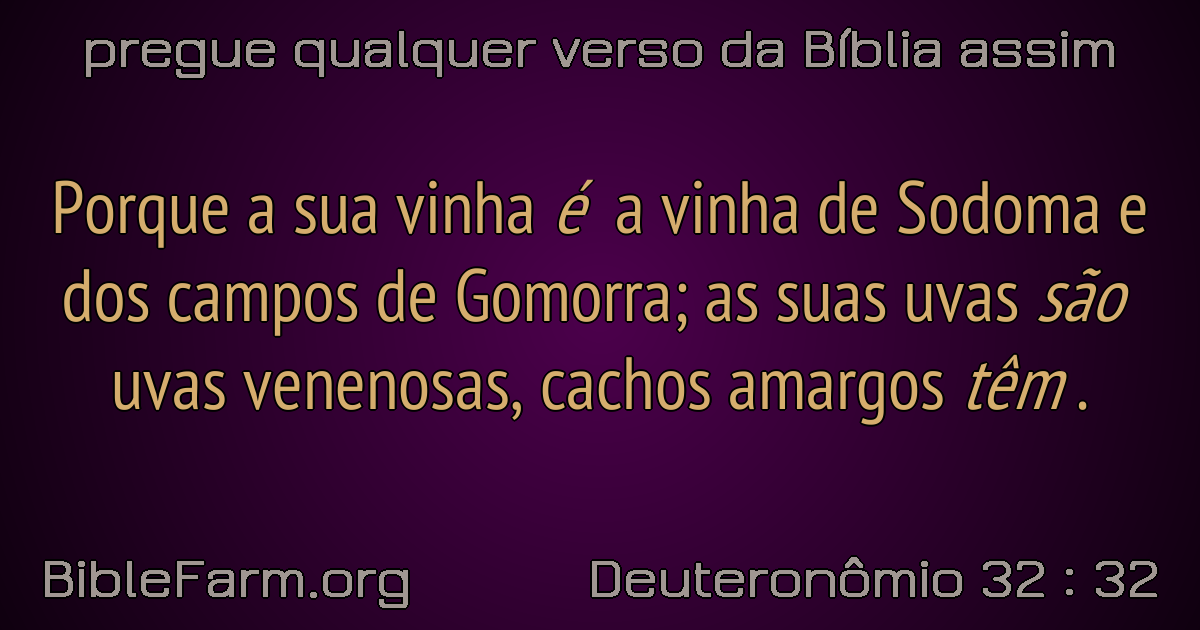 pregue qualquer verso da Bíblia assim
Porque a sua vinha é a vinha de Sodoma e
dos campos de Gomorra; as suas uvas são
uvas venenosas, cachos amargos têm .
BibleFarm.org
Deuteronômio 32 : 32